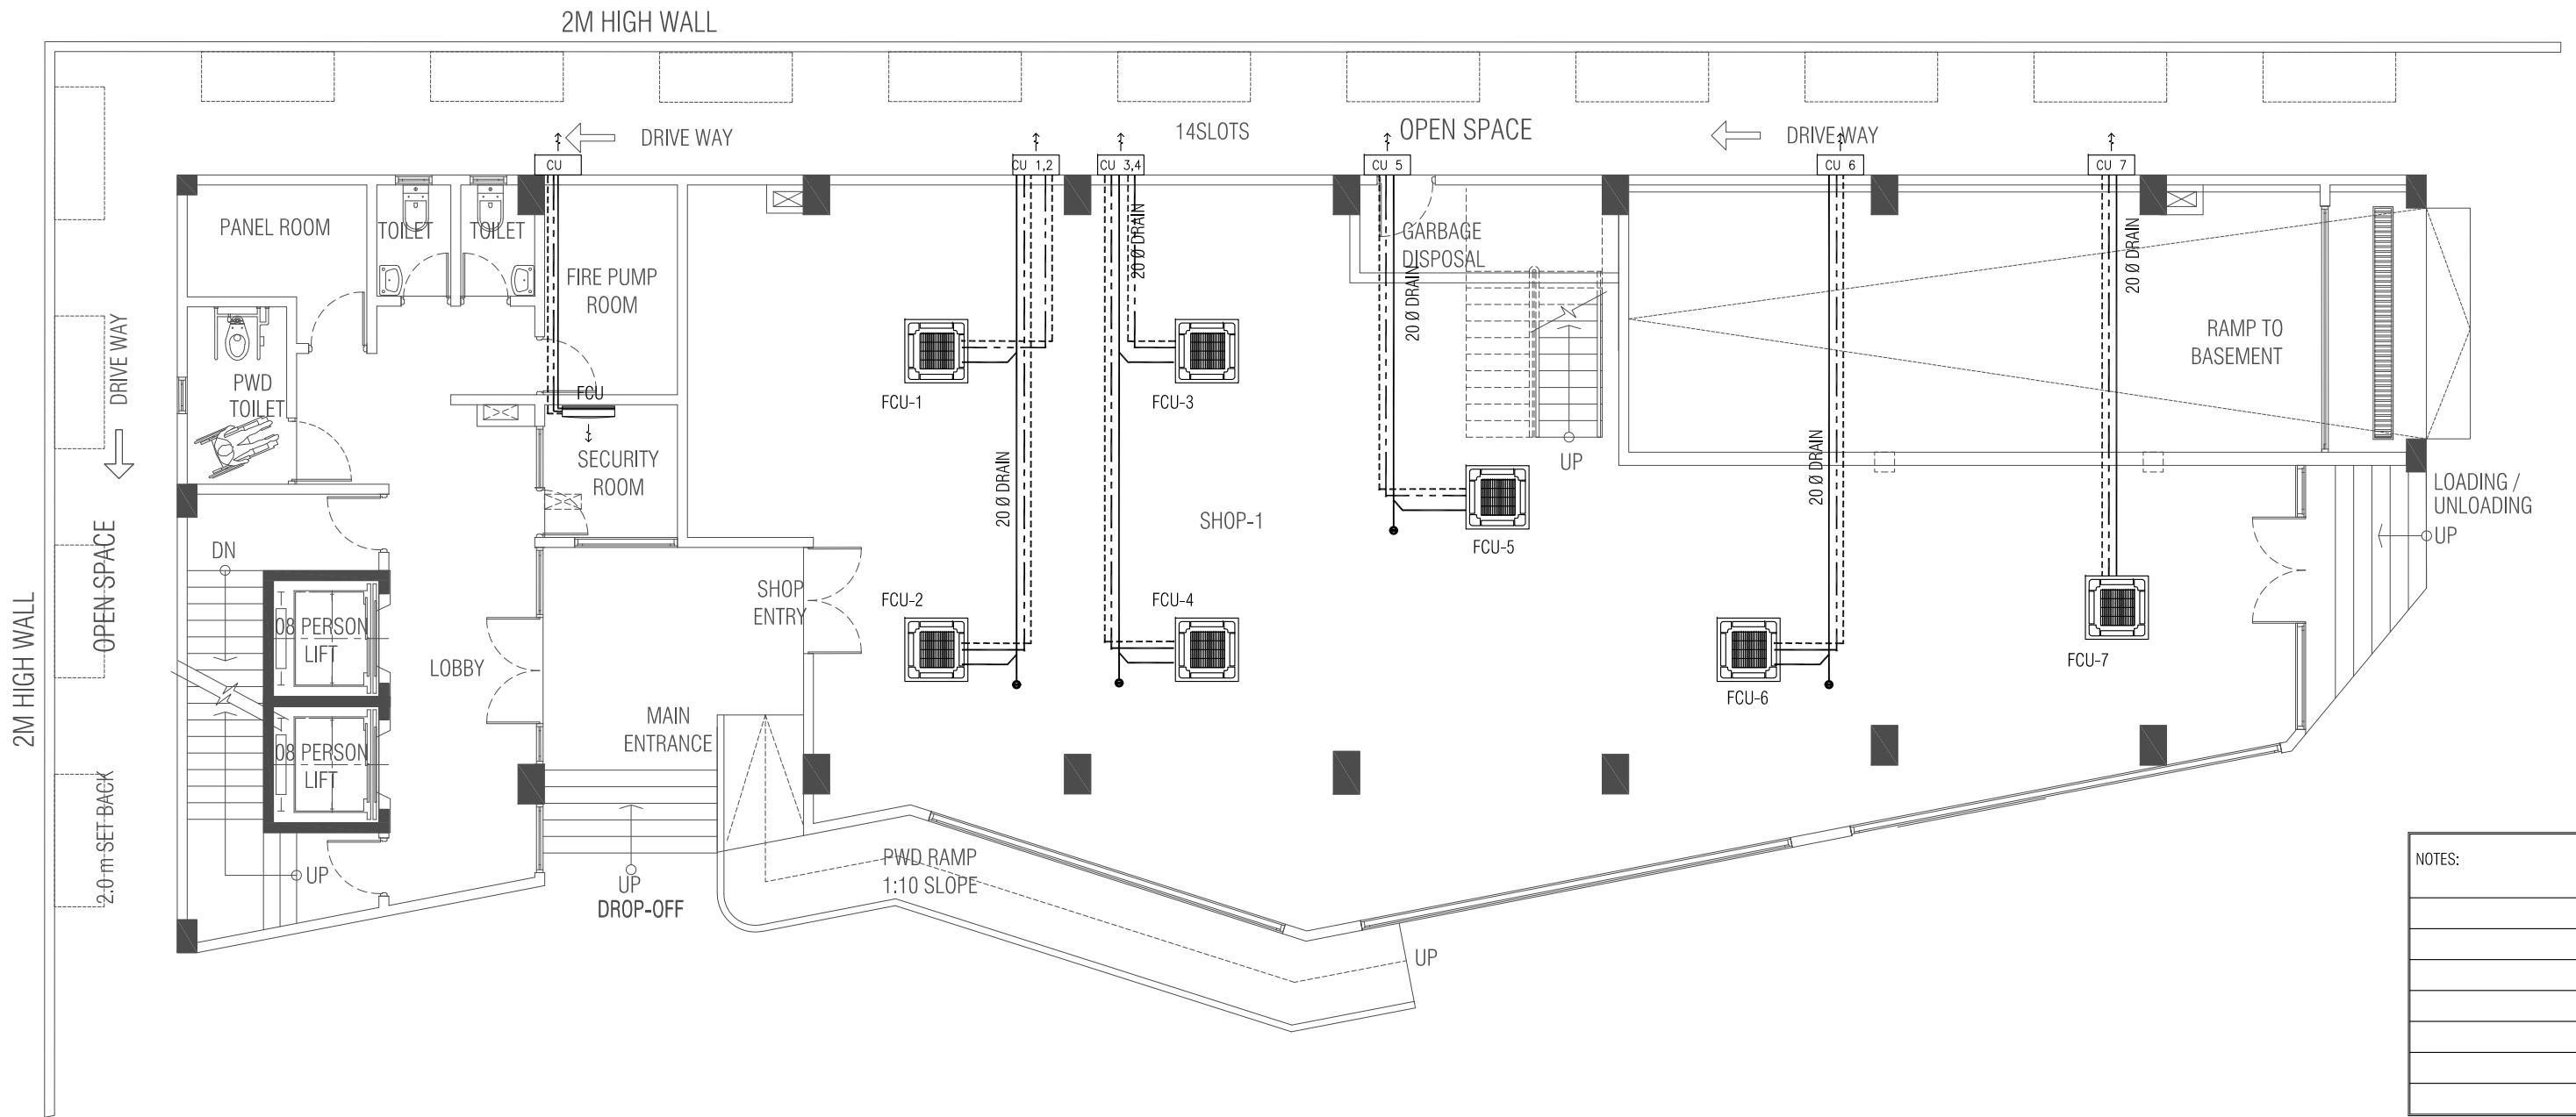 2M HIGH WALL
DRIVE WAY
14SLOTS
OPEN SPACE
DRIVE WAY
CU
CU 1,2
CU 3,4
CU 5
CU 6
CU 7
PANEL ROOM
TOILET
TOILET
FIRE PUMP
ROOM
20 Ø DRAIN
GARBAGE
DISPOSAL
20 Ø DRAIN
20 Ø DRAIN
RAMP TO
BASEMENT
DRIVE WAY
PWD
TOILET
FCU
FCU-1
FCU-3
SECURITY
ROOM
20 Ø DRAIN
UP
20 Ø DRAIN
LOADING /
UNLOADING
UP
SHOP-1
FCU-5
OPEN SPACE
DN
SHOP
ENTRY
FCU-2
FCU-4
2M HIGH WALL
08 PERSON
LIFT
LOBBY
FCU-6
FCU-7
MAIN
ENTRANCE
08 PERSON
LIFT
2.0 m SET BACK
UP
UP
DROP-OFF
PWD RAMP
1:10 SLOPE
UP
NOTES: